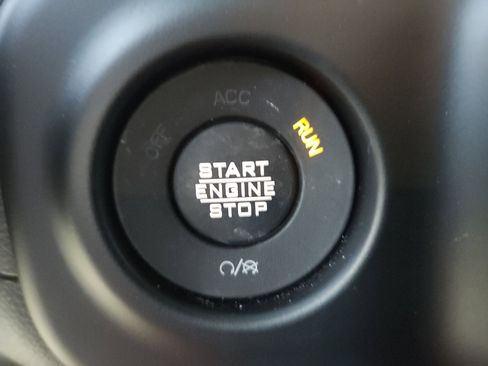 ACC
OFF
RUN
START
ENGINE
STOP